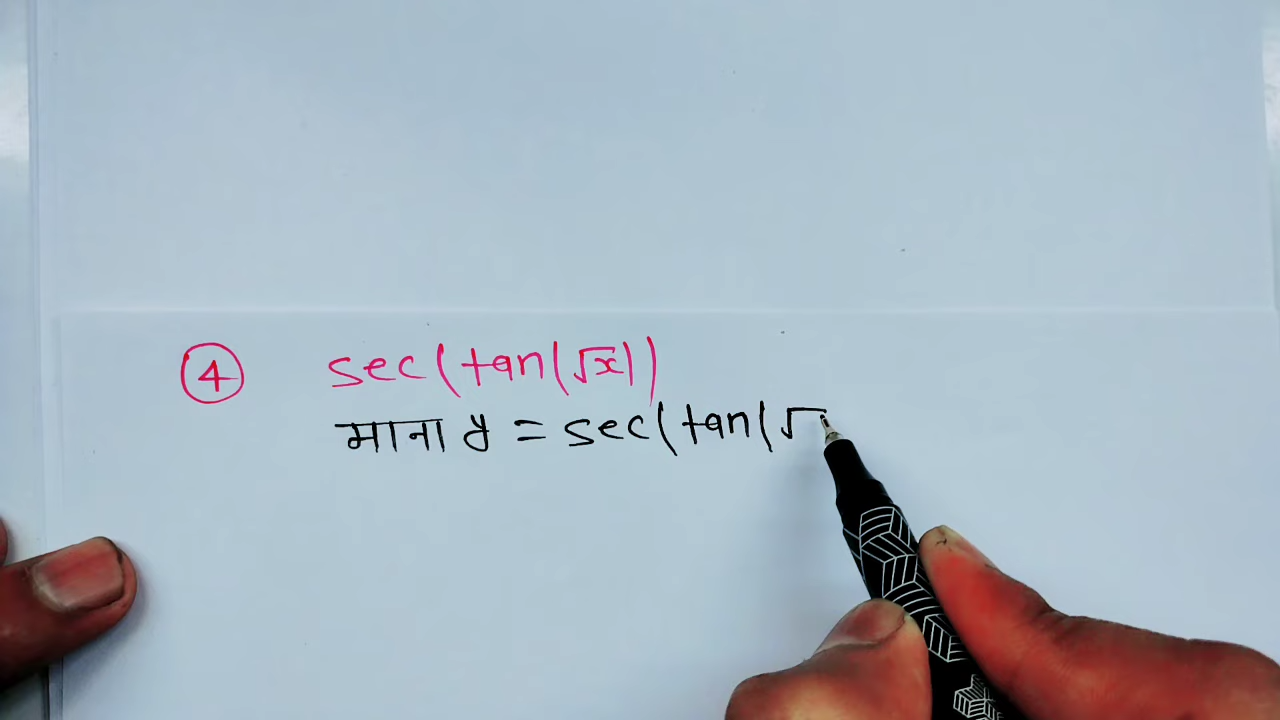 ④ sec(tan(√x))
माना y = sec(tan(√